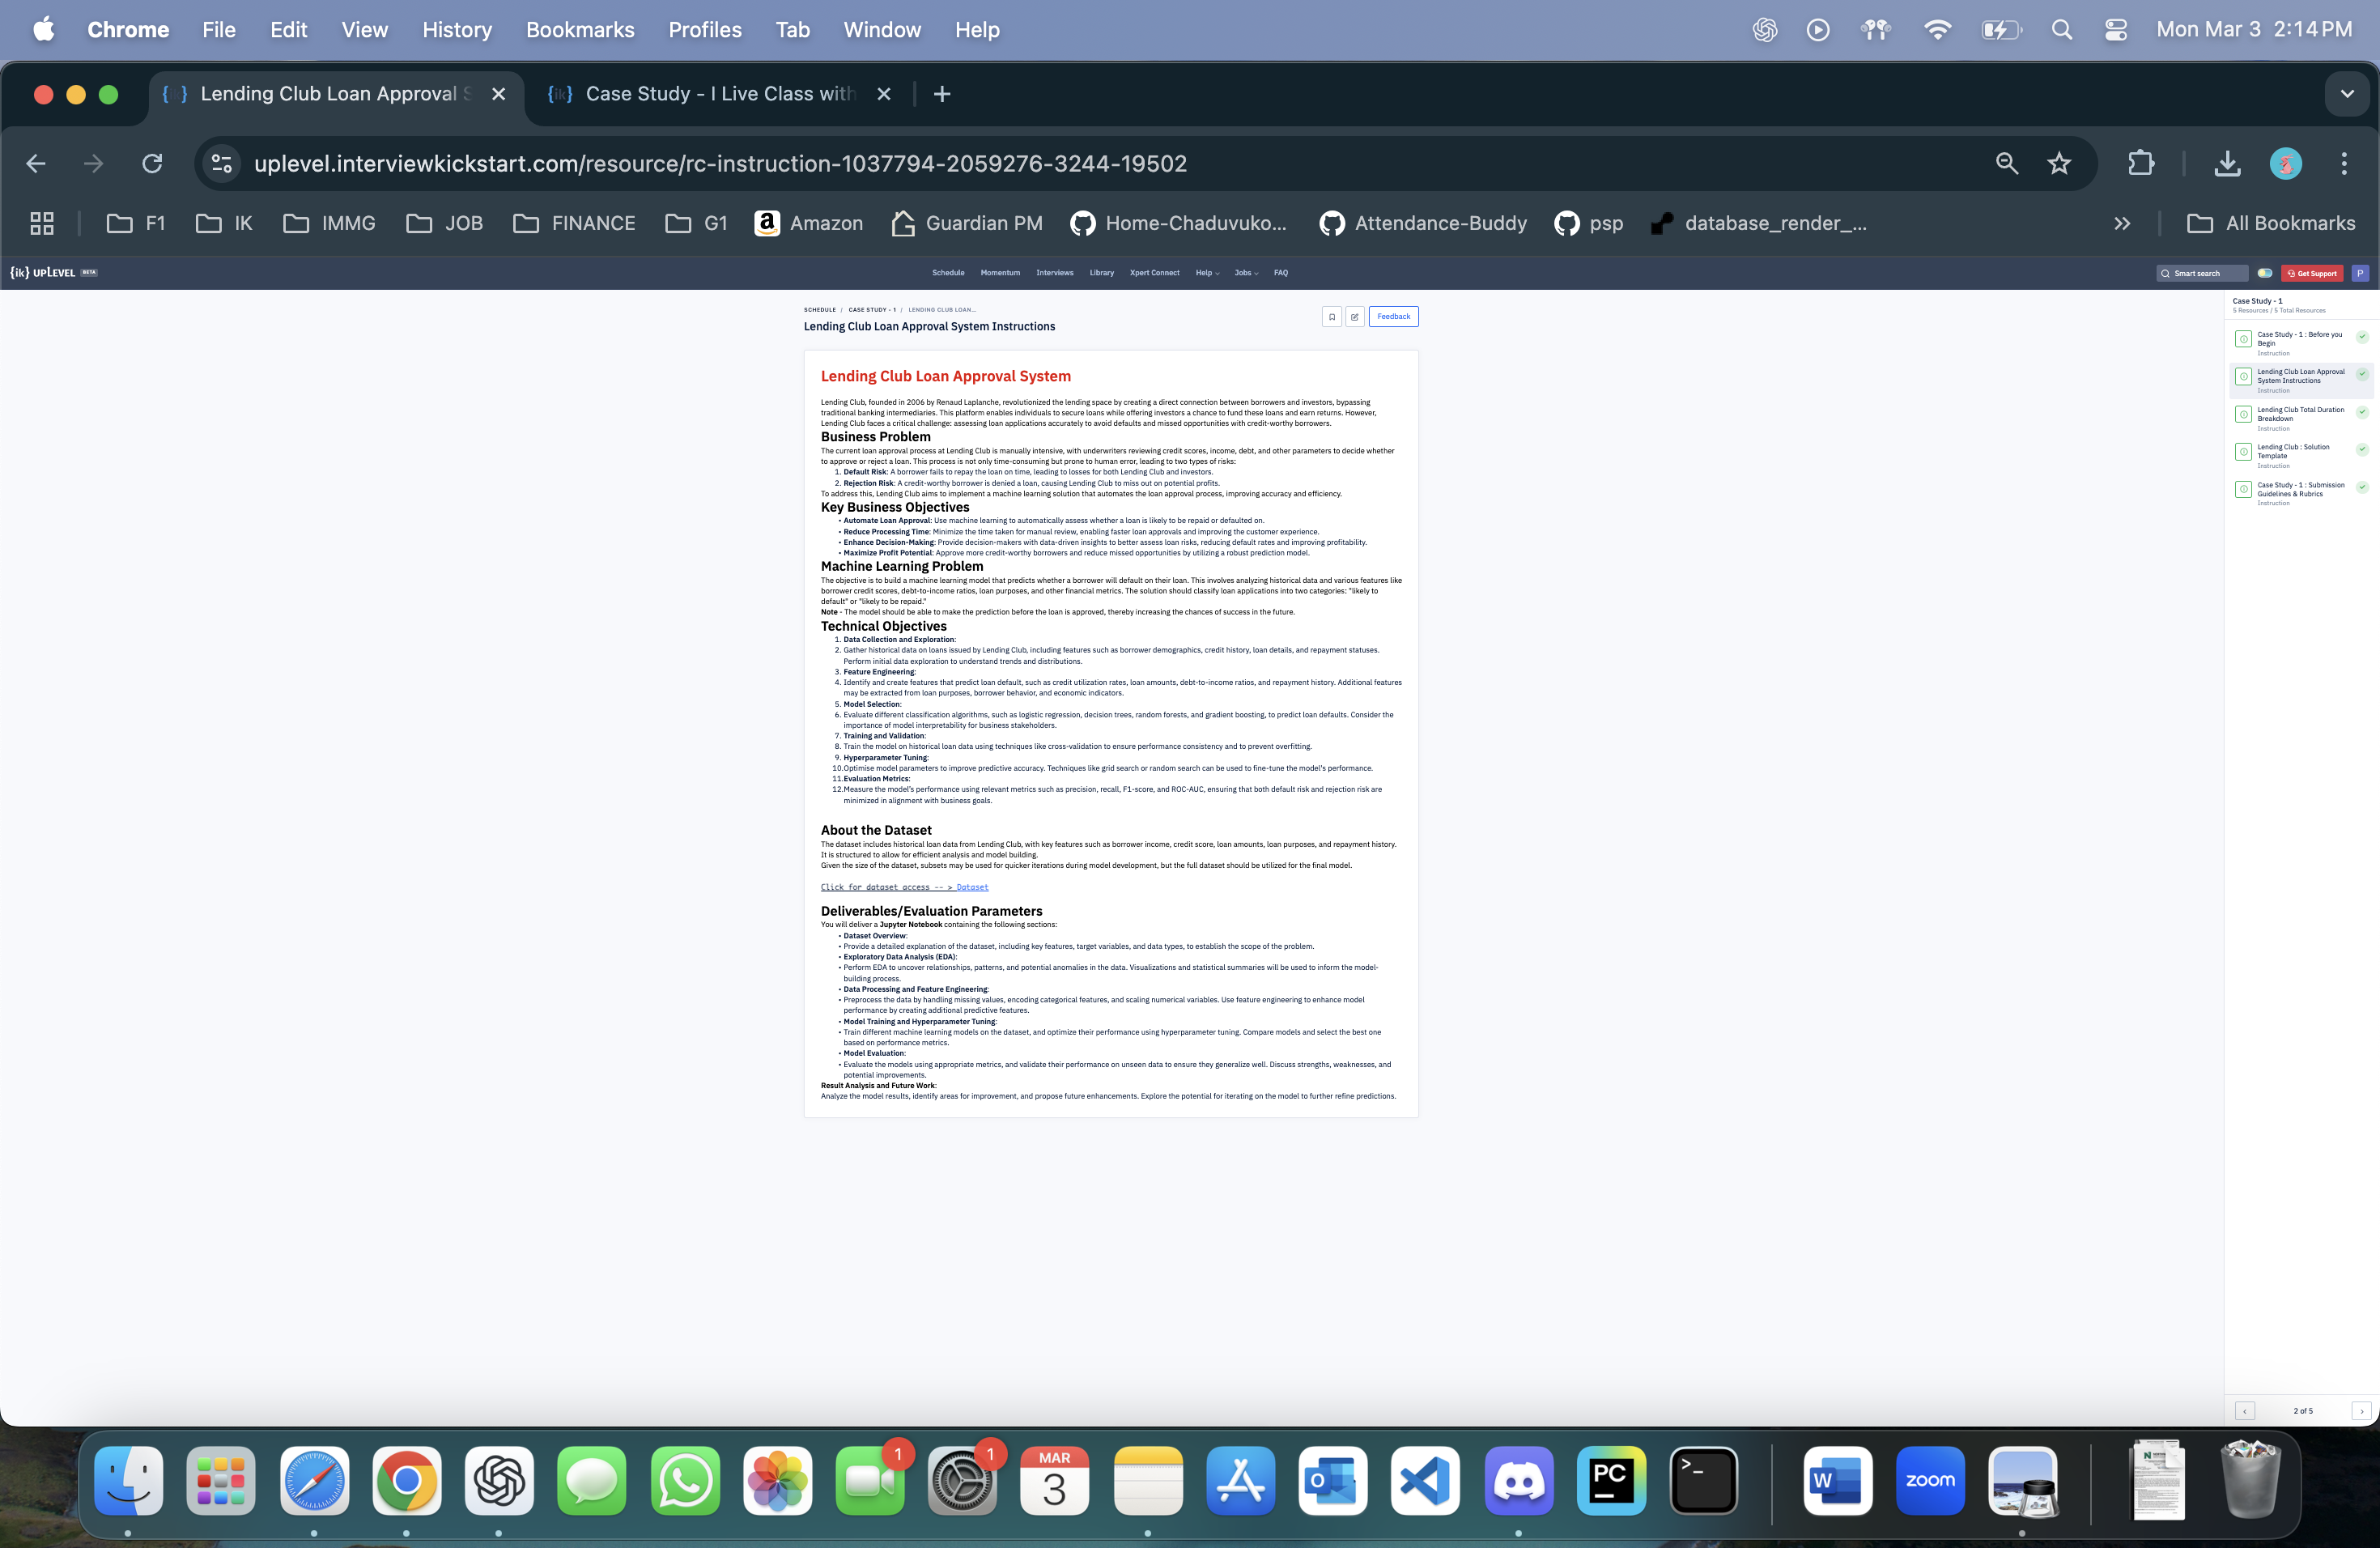 Chrome File Edit View History Bookmarks Profiles Tab Window Help Mon Mar 3 2:14 PM
{ik} Lending Club Loan Approval S {ik} Case Study - I Live Class with
uplevel.interviewkickstart.com/resource/rc-instruction-1037794-2059276-3244-19502
F1 IK IMMG JOB FINANCE G1 Amazon Guardian PM Home-Chaduvuko... Attendance-Buddy psp database_render_... All Bookmarks
{ik} UPLEVEL BETA Schedule Momentum Interviews Library Xpert Connect Help Jobs FAQ Smart search Get Support P
SCHEDULE / CASE STUDY - 1 / LENDING CLUB LOAN...
Lending Club Loan Approval System Instructions
Feedback
Lending Club Loan Approval System
Lending Club, founded in 2006 by Renaud Laplanche, revolutionized the lending space by creating a direct connection between borrowers and investors, bypassing
traditional banking intermediaries. This platform enables individuals to secure loans while offering investors a chance to fund these loans and earn returns. However,
Lending Club faces a critical challenge: assessing loan applications accurately to avoid defaults and missed opportunities with credit-worthy borrowers.
Business Problem
The current loan approval process at Lending Club is manually intensive, with underwriters reviewing credit scores, income, debt, and other parameters to decide whether
to approve or reject a loan. This process is not only time-consuming but prone to human error, leading to two types of risks:
1. Default Risk: A borrower fails to repay the loan on time, leading to losses for both Lending Club and investors.
2. Rejection Risk: A credit-worthy borrower is denied a loan, causing Lending Club to miss out on potential profits.
To address this, Lending Club aims to implement a machine learning solution that automates the loan approval process, improving accuracy and efficiency.
Key Business Objectives
• Automate Loan Approval: Use machine learning to automatically assess whether a loan is likely to be repaid or defaulted on.
• Reduce Processing Time: Minimize the time taken for manual review, enabling faster loan approvals and improving the customer experience.
• Enhance Decision-Making: Provide decision-makers with data-driven insights to better assess loan risks, reducing default rates and improving profitability.
• Maximize Profit Potential: Approve more credit-worthy borrowers and reduce missed opportunities by utilizing a robust prediction model.
Machine Learning Problem
The objective is to build a machine learning model that predicts whether a borrower will default on their loan. This involves analyzing historical data and various features like
borrower credit scores, debt-to-income ratios, loan purposes, and other financial metrics. The solution should classify loan applications into two categories: "likely to
default" or "likely to be repaid."
Note - The model should be able to make the prediction before the loan is approved, thereby increasing the chances of success in the future.
Technical Objectives
1. Data Collection and Exploration:
2. Gather historical data on loans issued by Lending Club, including features such as borrower demographics, credit history, loan details, and repayment statuses.
Perform initial data exploration to understand trends and distributions.
3. Feature Engineering:
4. Identify and create features that predict loan default, such as credit utilization rates, loan amounts, debt-to-income ratios, and repayment history. Additional features
may be extracted from loan purposes, borrower behavior, and economic indicators.
5. Model Selection:
6. Evaluate different classification algorithms, such as logistic regression, decision trees, random forests, and gradient boosting, to predict loan defaults. Consider the
importance of model interpretability for business stakeholders.
7. Training and Validation:
8. Train the model on historical loan data using techniques like cross-validation to ensure performance consistency and to prevent overfitting.
9. Hyperparameter Tuning:
10. Optimise model parameters to improve predictive accuracy. Techniques like grid search or random search can be used to fine-tune the model's performance.
11. Evaluation Metrics:
12. Measure the model's performance using relevant metrics such as precision, recall, F1-score, and ROC-AUC, ensuring that both default risk and rejection risk are
minimized in alignment with business goals.
About the Dataset
The dataset includes historical loan data from Lending Club, with key features such as borrower income, credit score, loan amounts, loan purposes, and repayment history.
It is structured to allow for efficient analysis and model building.
Given the size of the dataset, subsets may be used for quicker iterations during model development, but the full dataset should be utilized for the final model.
Click for dataset access -- > Dataset
Deliverables/Evaluation Parameters
You will deliver a Jupyter Notebook containing the following sections:
• Dataset Overview:
• Provide a detailed explanation of the dataset, including key features, target variables, and data types, to establish the scope of the problem.
• Exploratory Data Analysis (EDA):
• Perform EDA to uncover relationships, patterns, and potential anomalies in the data. Visualizations and statistical summaries will be used to inform the model-
building process.
• Data Processing and Feature Engineering:
• Preprocess the data by handling missing values, encoding categorical features, and scaling numerical variables. Use feature engineering to enhance model
performance by creating additional predictive features.
• Model Training and Hyperparameter Tuning:
• Train different machine learning models on the dataset, and optimize their performance using hyperparameter tuning. Compare models and select the best one
based on performance metrics.
• Model Evaluation:
• Evaluate the models using appropriate metrics, and validate their performance on unseen data to ensure they generalize well. Discuss strengths, weaknesses, and
potential improvements.
Result Analysis and Future Work:
Analyze the model results, identify areas for improvement, and propose future enhancements. Explore the potential for iterating on the model to further refine predictions.
Case Study - 1
5 Resources / 5 Total Resources
Case Study - 1 : Before you
Begin
Instruction
Lending Club Loan Approval
System Instructions
Instruction
Lending Club Total Duration
Breakdown
Instruction
Lending Club : Solution
Template
Instruction
Case Study - 1 : Submission
Guidelines & Rubrics
Instruction
2 of 5
1 1 MAR 3 PC >_ W zoom